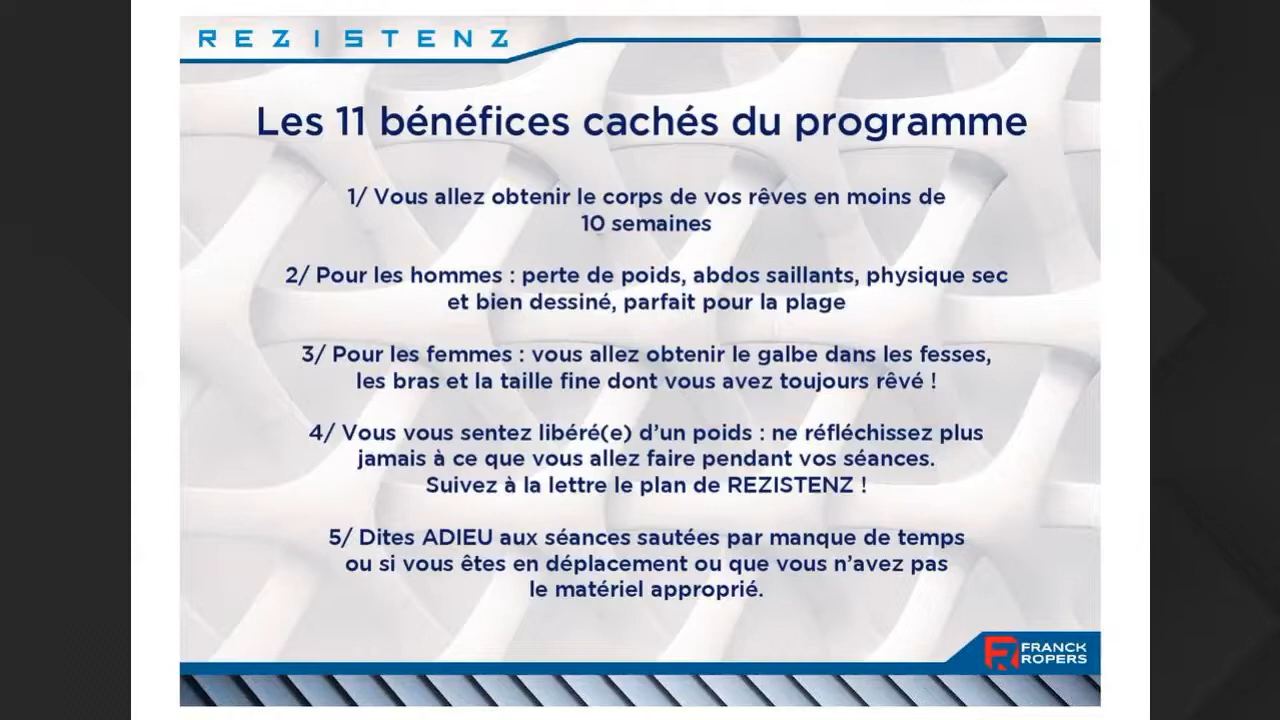 REZISTENZ
Les 11 bénéfices cachés du programme
1/ Vous allez obtenir le corps de vos rêves en moins de
10 semaines
2/ Pour les hommes : perte de poids, abdos saillants, physique sec
et bien dessiné, parfait pour la plage
3/ Pour les femmes : vous allez obtenir le galbe dans les fesses,
les bras et la taille fine dont vous avez toujours rêvé !
4/ Vous vous sentez libéré(e) d’un poids : ne réfléchissez plus
jamais à ce que vous allez faire pendant vos séances.
Suivez à la lettre le plan de REZISTENZ !
5/ Dites ADIEU aux séances sautées par manque de temps
ou si vous êtes en déplacement ou que vous n’avez pas
le matériel approprié.
FRANCK
ROPERS